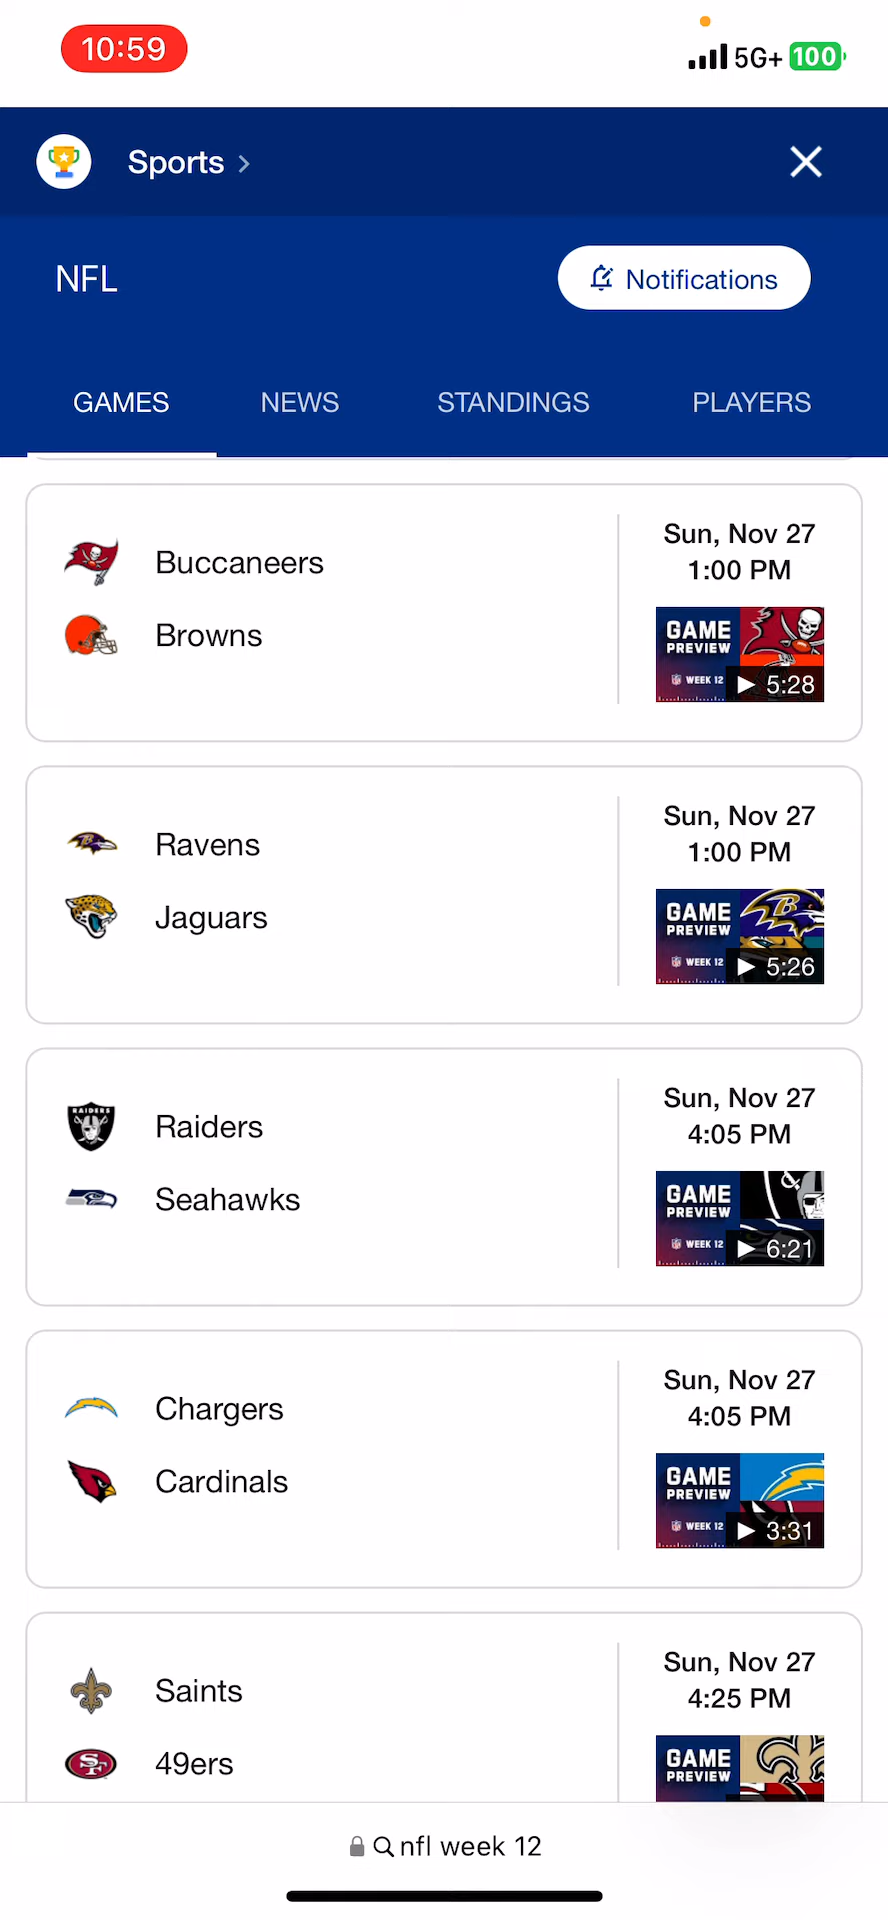 10:59
5G+ 100
Sports
NFL
Notifications
GAMES NEWS STANDINGS PLAYERS
Buccaneers
Browns
Sun, Nov 27
1:00 PM
GAME
PREVIEW
WEEK 12
5:28
Ravens
Jaguars
Sun, Nov 27
1:00 PM
GAME
PREVIEW
WEEK 12
5:26
RAIDERS
Raiders
Seahawks
Sun, Nov 27
4:05 PM
GAME
PREVIEW
WEEK 12
6:21
Chargers
Cardinals
Sun, Nov 27
4:05 PM
GAME
PREVIEW
WEEK 12
3:31
Saints
SF
49ers
Sun, Nov 27
4:25 PM
GAME
PREVIEW
nfl week 12